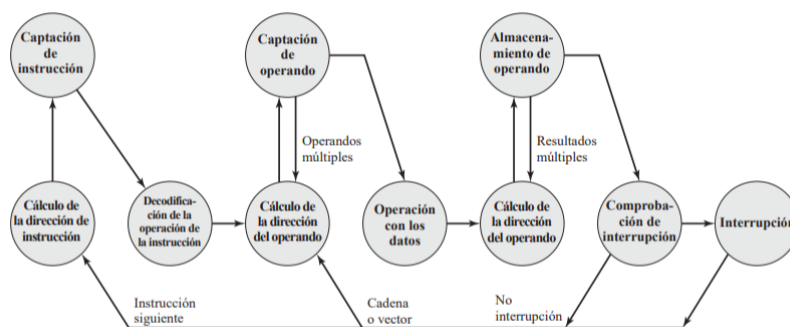 Captación
de
instrucción
Captación
de
operando
Almacena-
miento de
operando
Operandos
múltiples
Resultados
múltiples
Cálculo de
la dirección de
instrucción
Decodifica-
ción de la
operación de
la instrucción
Cálculo de
la dirección
del operando
Operación
con los
datos
Cálculo de
la dirección
del operando
Comproba-
ción de
interrupción
Interrupción
Instrucción
siguiente
Cadena
o vector
No
interrupción